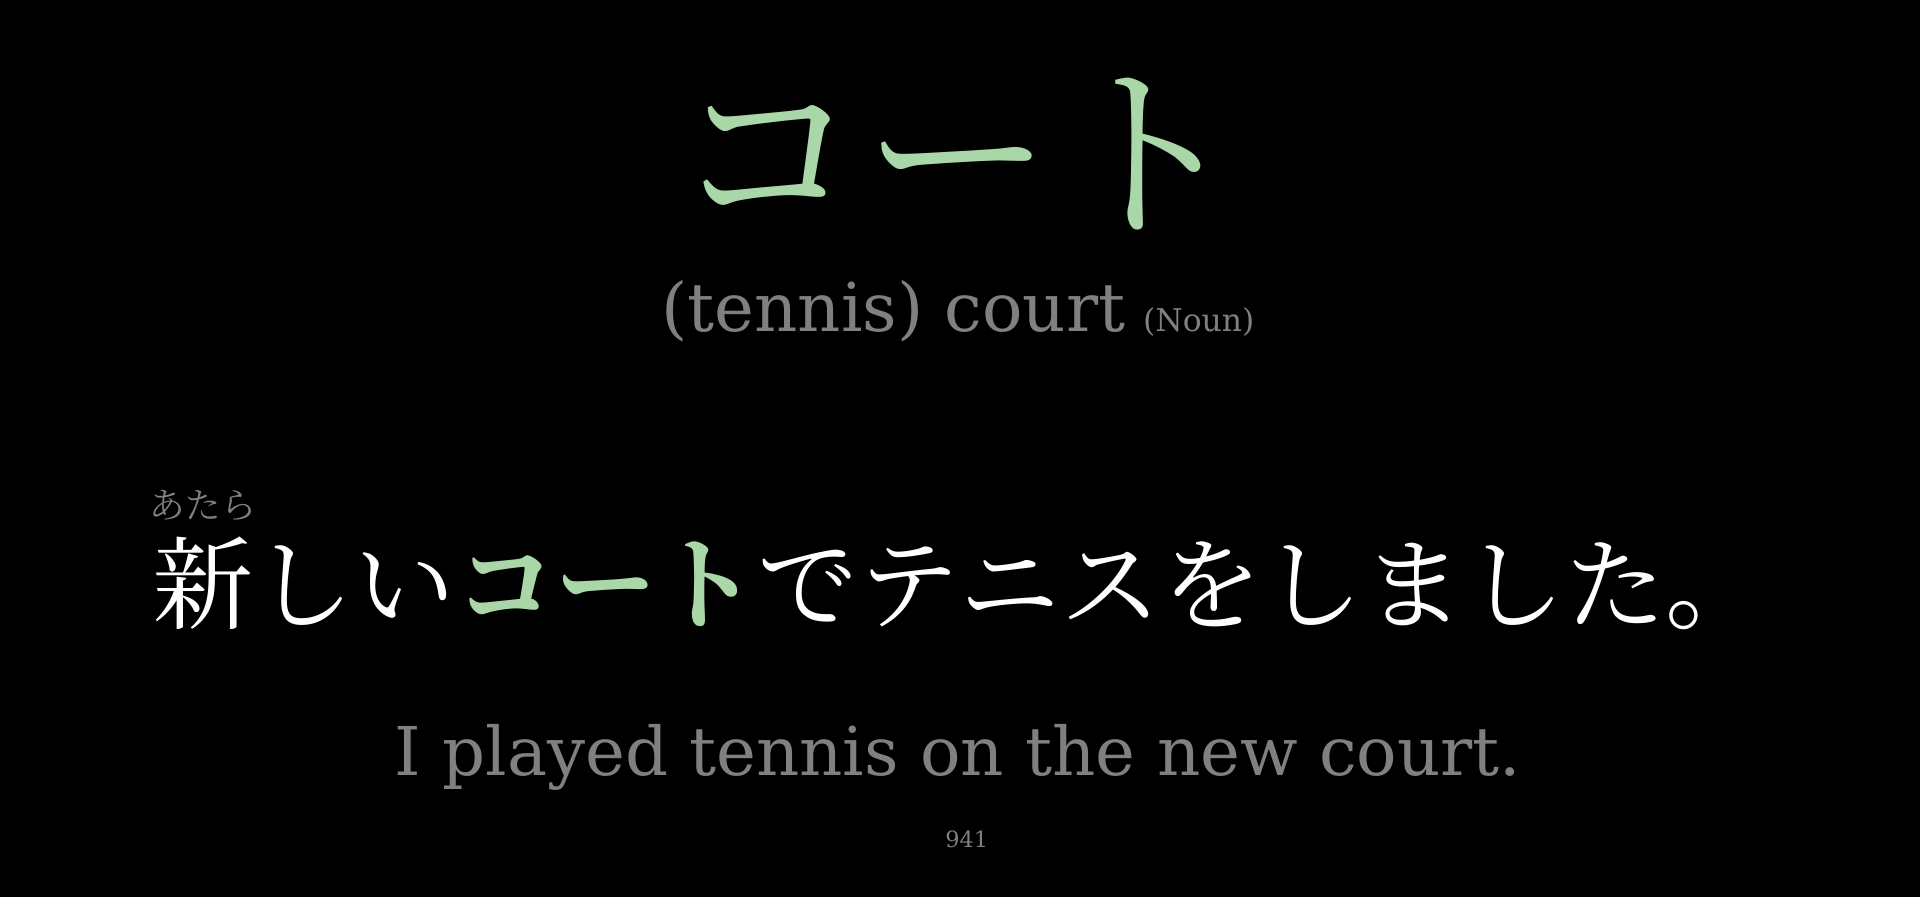 コート
(tennis) court (Noun)
あたら
新しいコートでテニスをしました。
I played tennis on the new court.
941